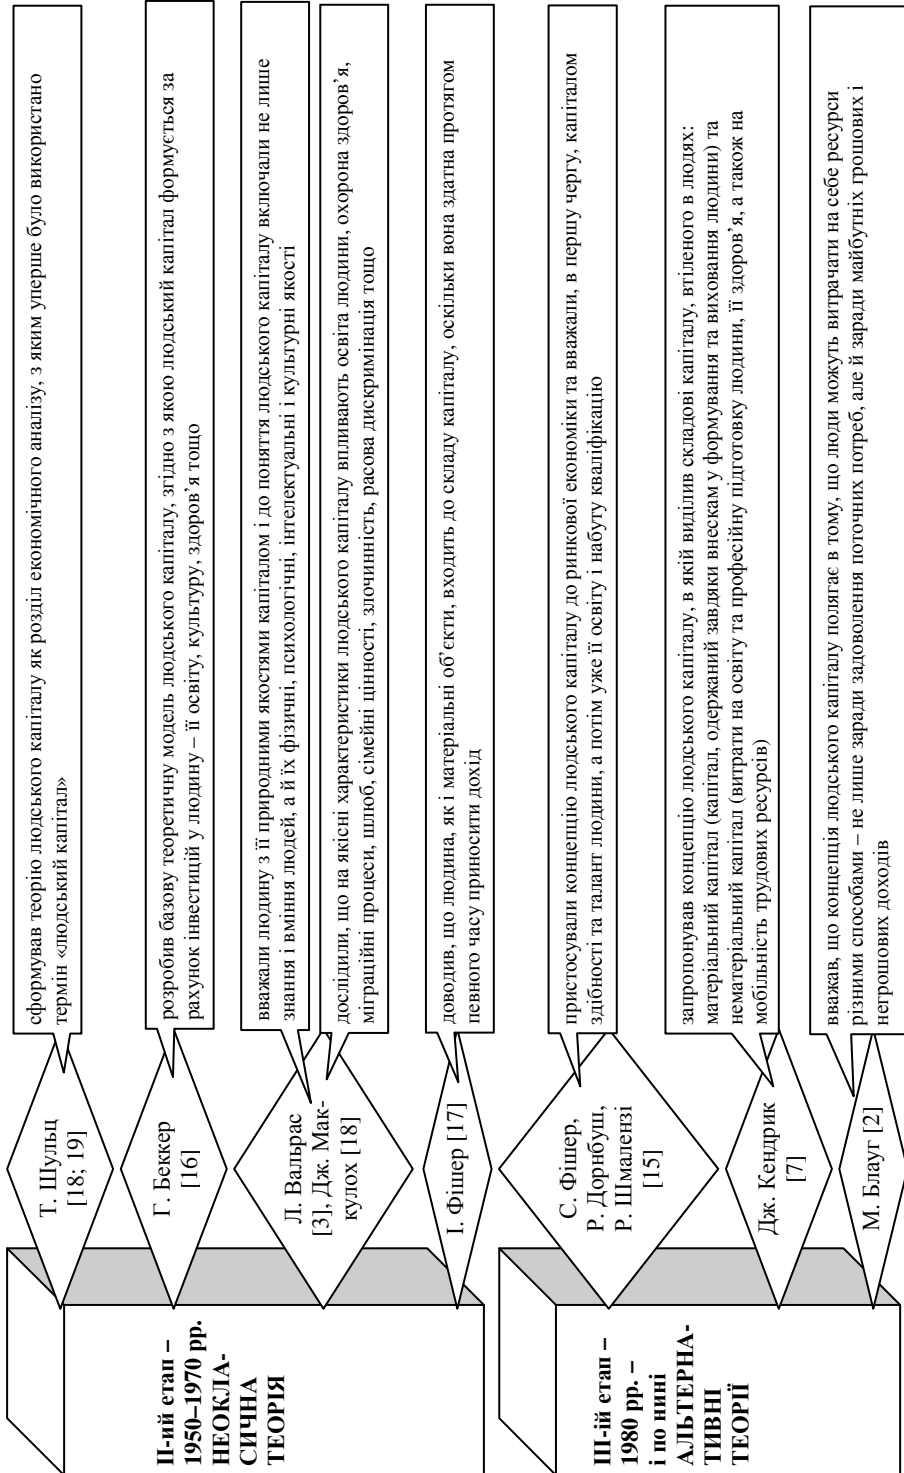 ІІ-ий етап –
1950–1970 рр.
НЕОКЛА-
СИЧНА
ТЕОРІЯ
Т. Шульц
[18; 19]
сформував теорію людського капіталу як розділ економічного аналізу, з яким уперше було використано
термін «людський капітал»
Г. Беккер
[16]
розробив базову теоретичну модель людського капіталу, згідно з якою людський капітал формується за
рахунок інвестицій у людину – її освіту, культуру, здоров’я тощо
Л. Вальрас
[3], Дж. Мак-
кулох [18]
вважали людину з її природними якостями капіталом і до поняття людського капіталу включали не лише
знання і вміння людей, а й їх фізичні, психологічні, інтелектуальні і культурні якості
дослідили, що на якісні характеристики людського капіталу впливають освіта людини, охорона здоров’я,
міграційні процеси, шлюб, сімейні цінності, злочинність, расова дискримінація тощо
І. Фішер [17]
доводив, що людина, як і матеріальні об’єкти, входить до складу капіталу, оскільки вона здатна протягом
певного часу приносити дохід
ІІІ-ій етап –
1980 рр. –
і по нині
АЛЬТЕРНА-
ТИВНІ
ТЕОРІЇ
С. Фішер,
Р. Дорнбуш,
Р. Шмалензі
[15]
пристосували концепцію людського капіталу до ринкової економіки та вважали, в першу чергу, капіталом
здібності та талант людини, а потім уже її освіту і набуту кваліфікацію
Дж. Кендрик
[7]
запропонував концепцію людського капіталу, в якій виділив складові капіталу, втіленого в людях:
матеріальний капітал (капітал, одержаний завдяки внескам у формування та виховання людини) та
нематеріальний капітал (витрати на освіту та професійну підготовку людини, її здоров’я, а також на
мобільність трудових ресурсів)
М. Блауг [2]
вважав, що концепція людського капіталу полягає в тому, що люди можуть витрачати на себе ресурси
різними способами – не лише заради задоволення поточних потреб, але й заради майбутніх грошових і
негрошових доходів